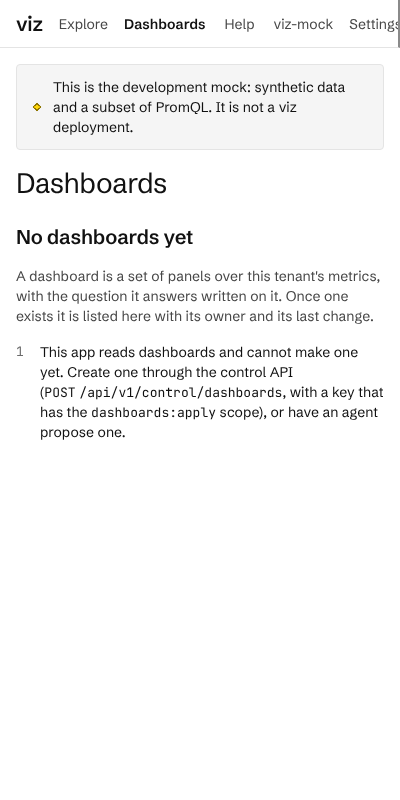 viz Explore Dashboards Help viz-mock Settings
This is the development mock: synthetic data
and a subset of PromQL. It is not a viz
deployment.
Dashboards
No dashboards yet
A dashboard is a set of panels over this tenant's metrics,
with the question it answers written on it. Once one
exists it is listed here with its owner and its last change.
1 This app reads dashboards and cannot make one
yet. Create one through the control API
(POST /api/v1/control/dashboards, with a key that
has the dashboards:apply scope), or have an agent
propose one.